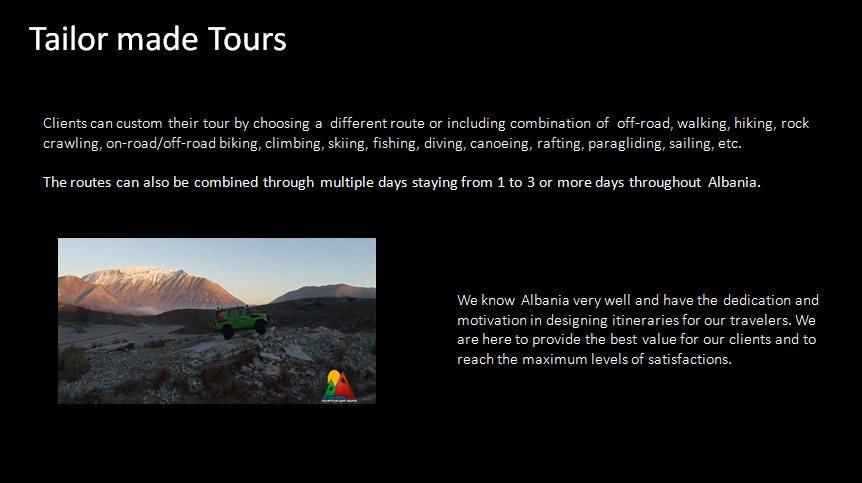 Tailor made Tours
Clients can custom their tour by choosing a different route or including combination of off-road, walking, hiking, rock
crawling, on-road/off-road biking, climbing, skiing, fishing, diving, canoeing, rafting, paragliding, sailing, etc.
The routes can also be combined through multiple days staying from 1 to 3 or more days throughout Albania.
We know Albania very well and have the dedication and
motivation in designing itineraries for our travelers. We
are here to provide the best value for our clients and to
reach the maximum levels of satisfactions.